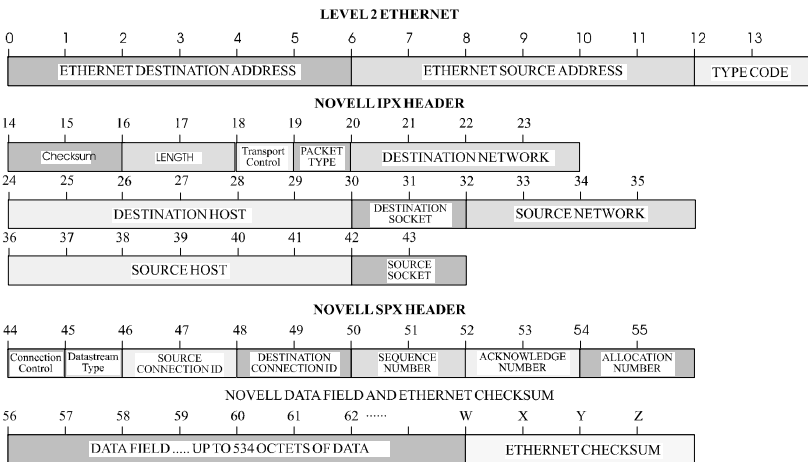 LEVEL 2 ETHERNET
0 1 2 3 4 5 6 7 8 9 10 11 12 13
ETHERNET DESTINATION ADDRESS ETHERNET SOURCE ADDRESS TYPE CODE
NOVELL IPX HEADER
14 15 16 17 18 19 20 21 22 23
Checksum LENGTH Transport Control PACKET TYPE DESTINATION NETWORK
24 25 26 27 28 29 30 31 32 33 34 35
DESTINATION HOST DESTINATION SOCKET SOURCE NETWORK
36 37 38 39 40 41 42 43
SOURCE HOST SOURCE SOCKET
NOVELL SPX HEADER
44 45 46 47 48 49 50 51 52 53 54 55
Connection Control Datastream Type SOURCE CONNECTION ID DESTINATION CONNECTION ID SEQUENCE NUMBER ACKNOWLEDGE NUMBER ALLOCATION NUMBER
NOVELL DATA FIELD AND ETHERNET CHECKSUM
56 57 58 59 60 61 62 ...... W X Y Z
DATA FIELD ..... UP TO 534 OCTETS OF DATA ETHERNET CHECKSUM